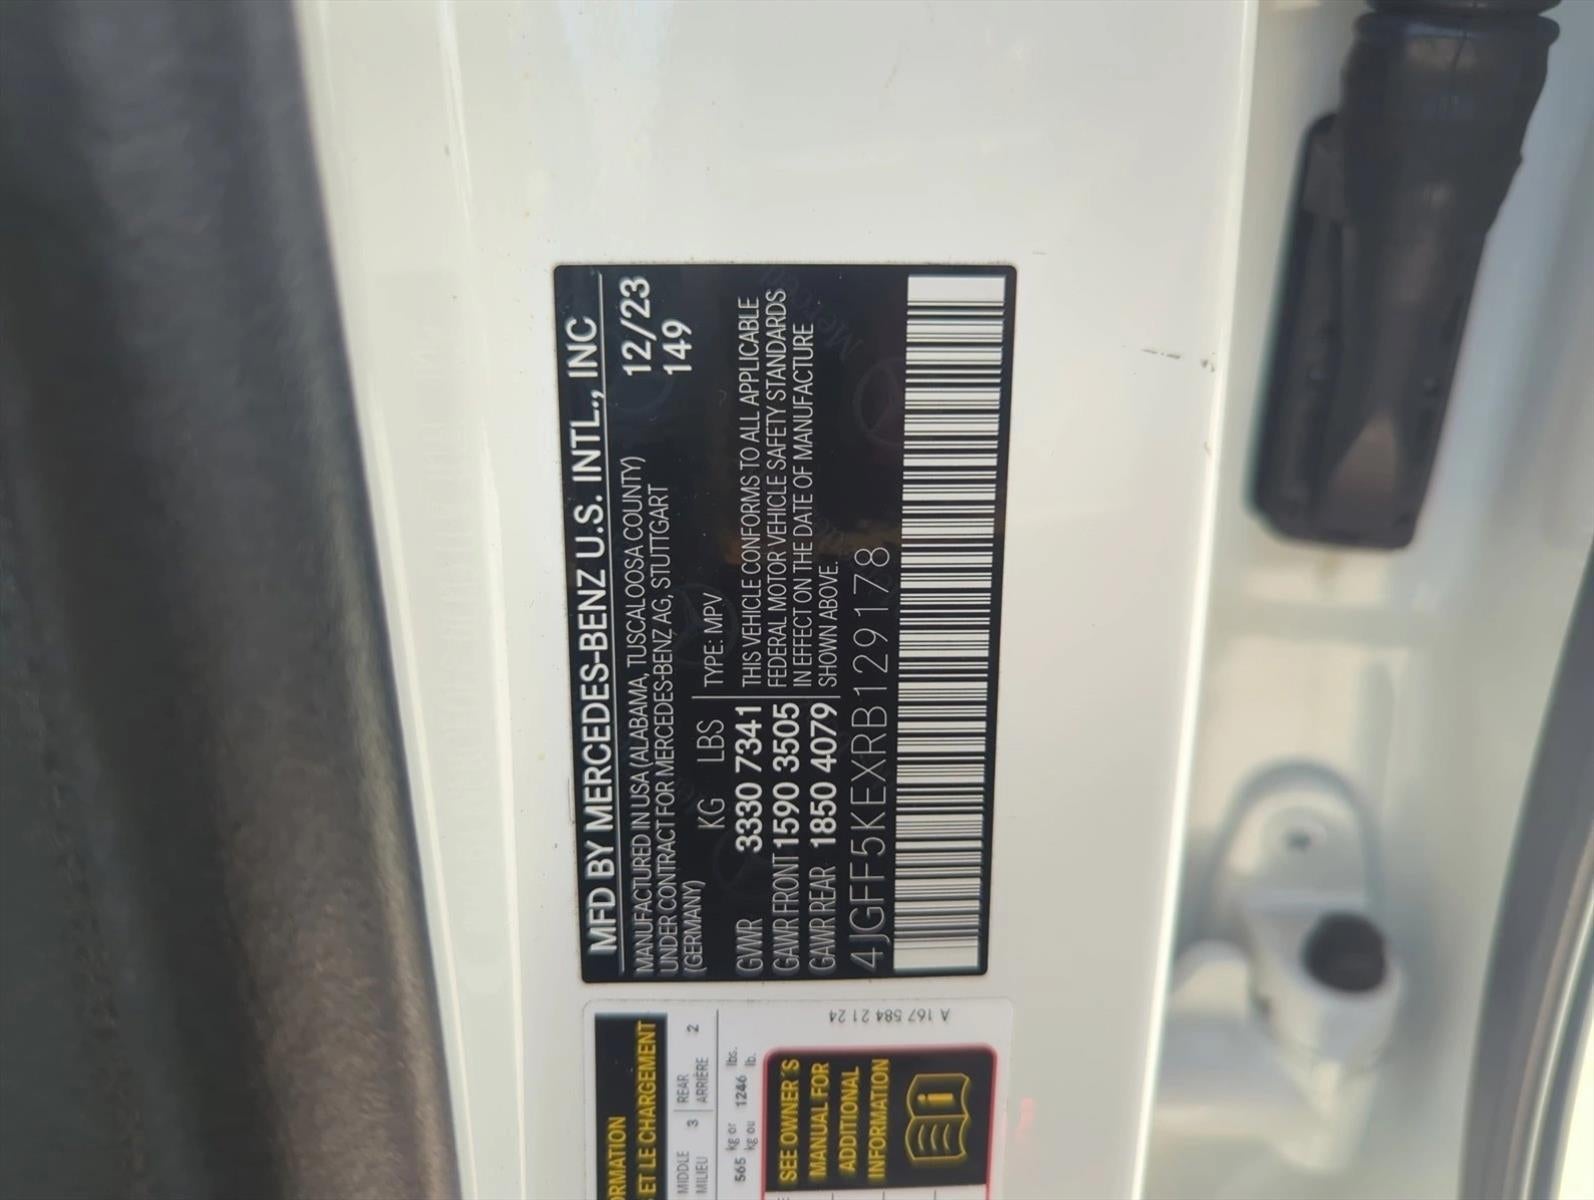 MFD BY MERCEDES-BENZ U.S. INTL., INC
MANUFACTURED IN USA (ALABAMA, TUSCALOOSA COUNTY)
UNDER CONTRACT FOR MERCEDES-BENZ AG, STUTTGART
(GERMANY)
12/23
149
KG LBS
GVWR 3330 7341
GAWR FRONT 1590 3505
GAWR REAR 1850 4079
TYPE: MPV
THIS VEHICLE CONFORMS TO ALL APPLICABLE
FEDERAL MOTOR VEHICLE SAFETY STANDARDS
IN EFFECT ON THE DATE OF MANUFACTURE
SHOWN ABOVE.
4JGFF5KEXRB129178
ORMATION
S ET LE CHARGEMENT
MIDDLE 3 REAR 2
MILIEU ARRIÈRE
565 kg or 1246 lbs.
kg ou lb.
SEE OWNER'S
MANUAL FOR
ADDITIONAL
INFORMATION
A 167 584 21 24